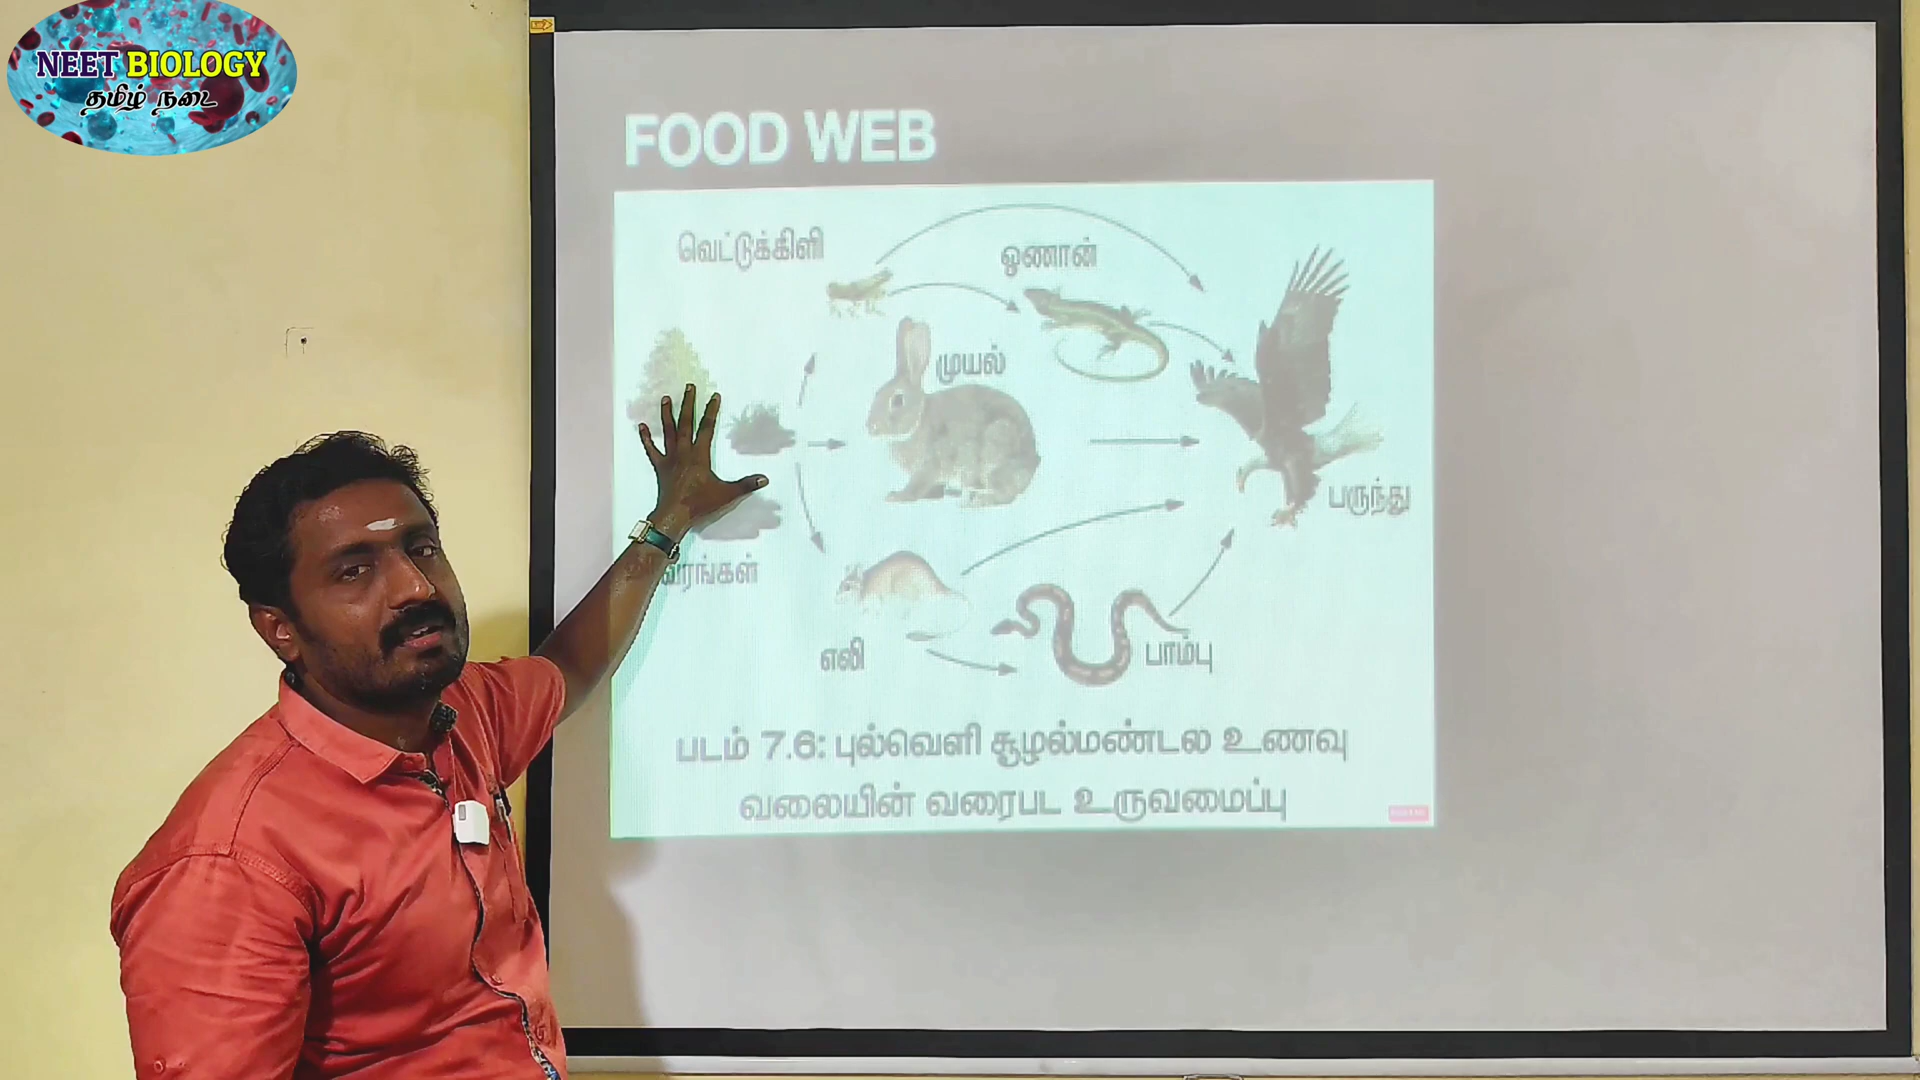 NEET BIOLOGY
தமிழ் நடை
FOOD WEB
வெட்டுக்கிளி
ஓணான்
முயல்
பருந்து
எலி
பாம்பு
படம் 7.6: புல்வெளி சூழல்மண்டல உணவு
வலையின் வரைபட உருவமைப்பு